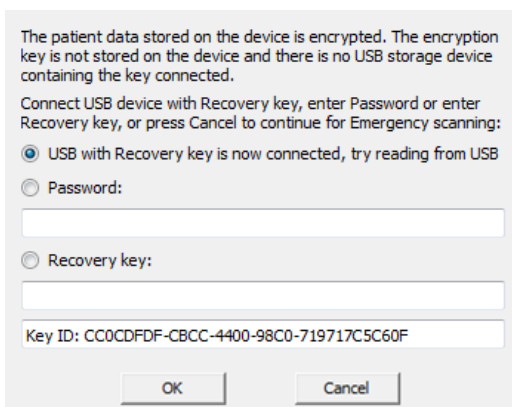 The patient data stored on the device is encrypted. The encryption
key is not stored on the device and there is no USB storage device
containing the key connected.
Connect USB device with Recovery key, enter Password or enter
Recovery key, or press Cancel to continue for Emergency scanning:
USB with Recovery key is now connected, try reading from USB
Password:
Recovery key:
Key ID: CC0CDFDF-CBCC-4400-98C0-719717C5C60F
OK Cancel